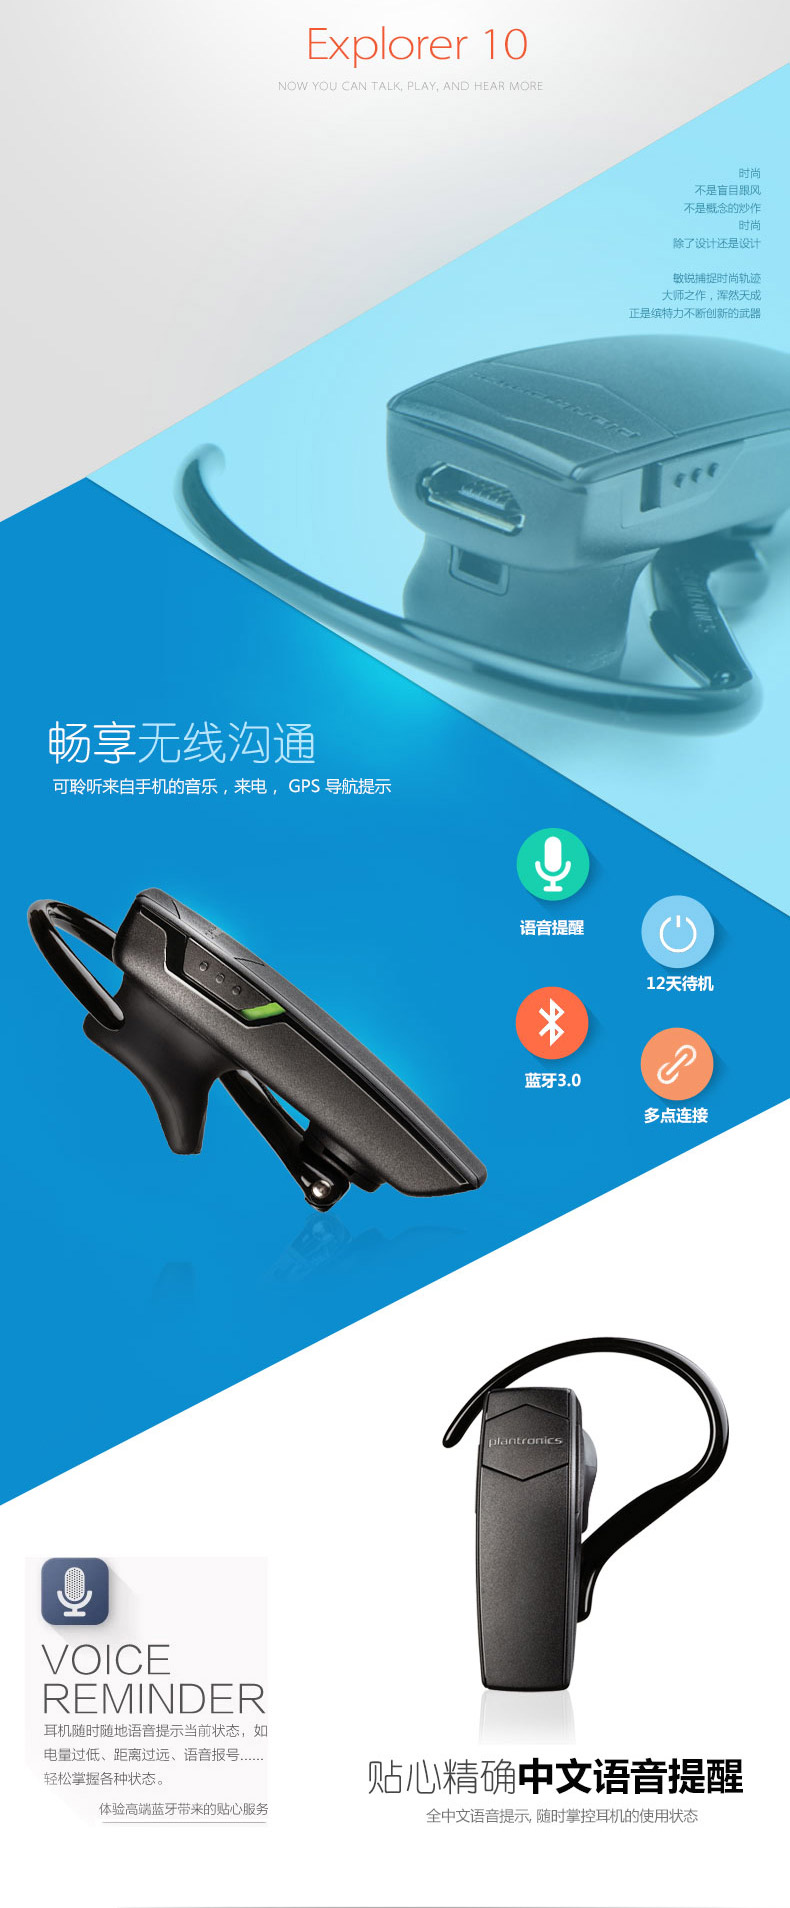 Explorer 10
NOW YOU CAN TALK, PLAY, AND HEAR MORE
时尚
不是盲目跟风
不是概念的炒作
时尚
除了设计还是设计
敏锐捕捉时尚轨迹
大师之作，浑然天成
正是缤特力不断创新的武器
畅享无线沟通
可聆听来自手机的音乐，来电， GPS 导航提示
语音提醒
12天待机
蓝牙3.0
多点连接
plantronics
VOICE
REMINDER
耳机随时随地语音提示当前状态，如
电量过低、距离过远、语音报号......
轻松掌握各种状态。
体验高端蓝牙带来的贴心服务
贴心精确中文语音提醒
全中文语音提示, 随时掌控耳机的使用状态